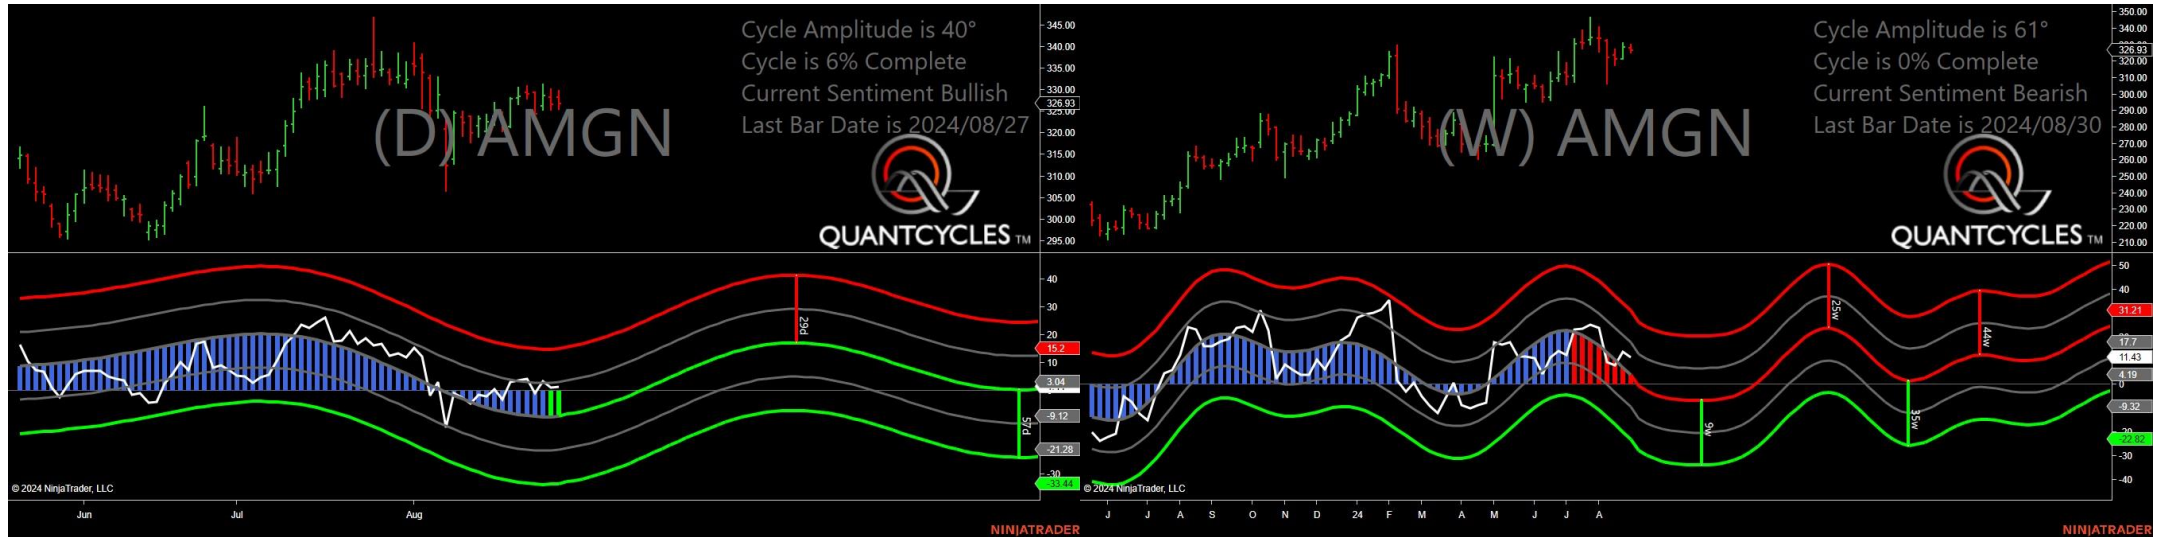 Cycle Amplitude is 40°
Cycle is 6% Complete
Current Sentiment Bullish
Last Bar Date is 2024/08/27
(D) AMGN
QUANTCYCLES TM
345.00
340.00
335.00
330.00
326.93
325.00
320.00
315.00
310.00
305.00
300.00
295.00
40
30
20
15.2
10
3.04
-9.12
-21.28
-30
-33.44
29d
57d
© 2024 NinjaTrader, LLC
Jun Jul Aug
NINJATRADER
Cycle Amplitude is 61°
Cycle is 0% Complete
Current Sentiment Bearish
Last Bar Date is 2024/08/30
(W) AMGN
QUANTCYCLES TM
350.00
340.00
326.93
320.00
310.00
300.00
290.00
280.00
270.00
260.00
250.00
240.00
230.00
220.00
210.00
50
40
31.21
17.7
11.43
4.19
0
-9.32
-22.82
-30
-40
25w
44w
9w
35w
© 2024 NinjaTrader, LLC
J J A S O N D 24 F M A M J J A
NINJATRADER